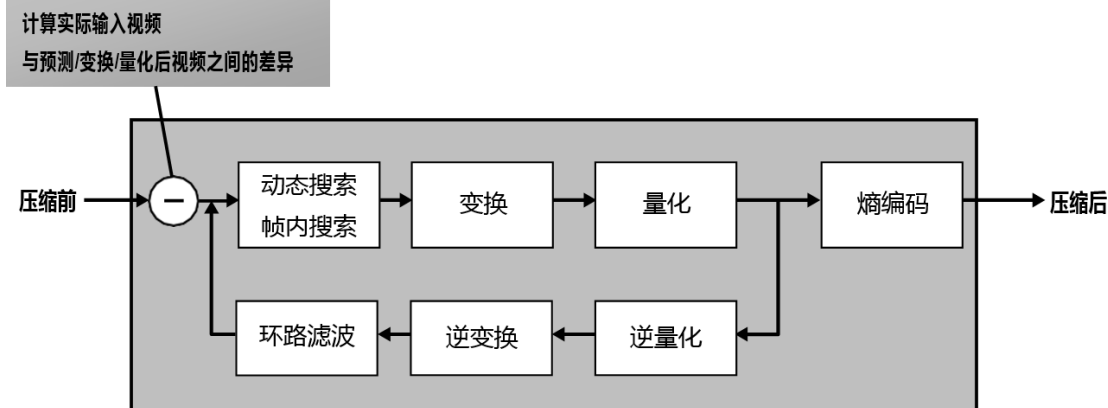 计算实际输入视频
与预测/变换/量化后视频之间的差异
压缩前
−
动态搜索
帧内搜索
变换
量化
熵编码
压缩后
环路滤波
逆变换
逆量化